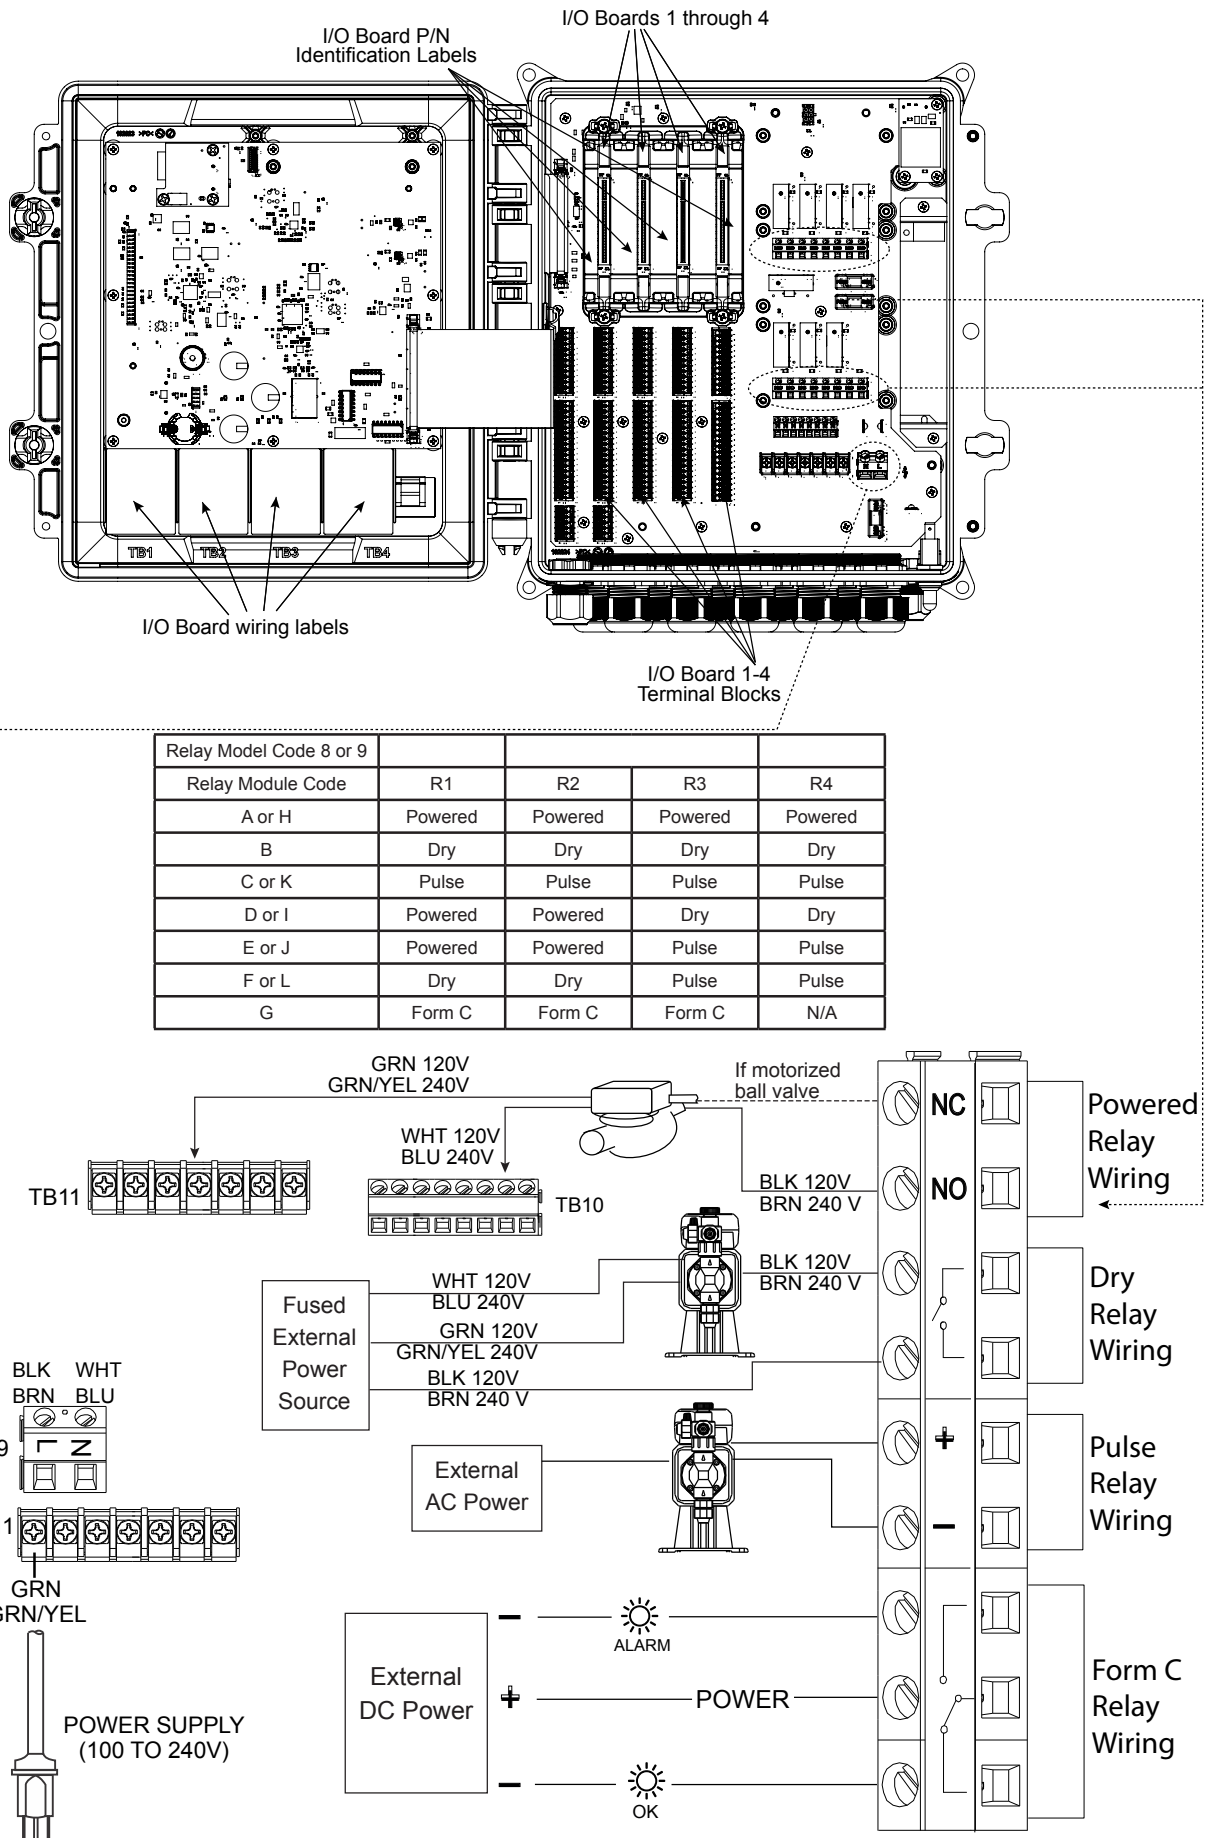 I/O Boards 1 through 4
I/O Board P/N
Identification Labels
TB1 TB2 TB3 TB4
I/O Board wiring labels
I/O Board 1-4
Terminal Blocks
Relay Model Code 8 or 9
Relay Module Code R1 R2 R3 R4
A or H Powered Powered Powered Powered
B Dry Dry Dry Dry
C or K Pulse Pulse Pulse Pulse
D or I Powered Powered Dry Dry
E or J Powered Powered Pulse Pulse
F or L Dry Dry Pulse Pulse
G Form C Form C Form C N/A
GRN 120V
GRN/YEL 240V
If motorized
ball valve
WHT 120V
BLU 240V
TB11
TB10
BLK 120V
BRN 240 V
NC
NO
Powered
Relay
Wiring
Fused
External
Power
Source
WHT 120V
BLU 240V
GRN 120V
GRN/YEL 240V
BLK 120V
BRN 240 V
BLK 120V
BRN 240 V
Dry
Relay
Wiring
BLK WHT
BRN BLU
9
L N
External
AC Power
+
−
Pulse
Relay
Wiring
1
GRN
GRN/YEL
POWER SUPPLY
(100 TO 240V)
External
DC Power
−
ALARM
+
POWER
−
OK
Form C
Relay
Wiring